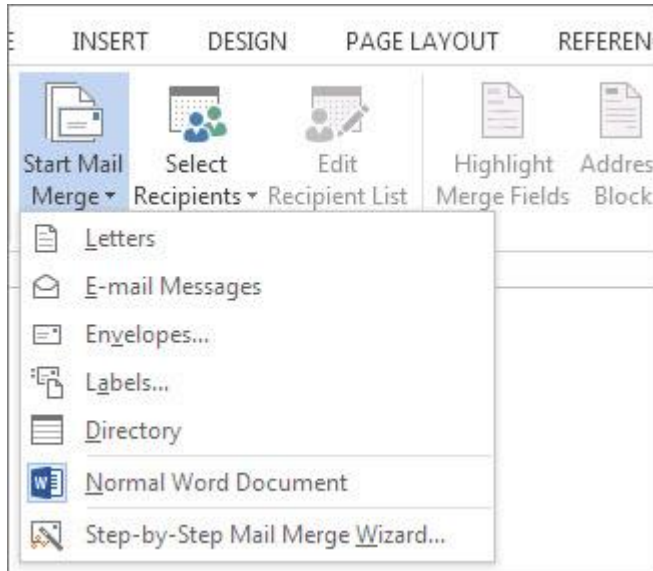 INSERT DESIGN PAGE LAYOUT REFEREN
Start Mail Merge
Select Recipients
Edit Recipient List
Highlight Merge Fields
Addres Block
Letters
E-mail Messages
Envelopes...
Labels...
Directory
Normal Word Document
Step-by-Step Mail Merge Wizard...